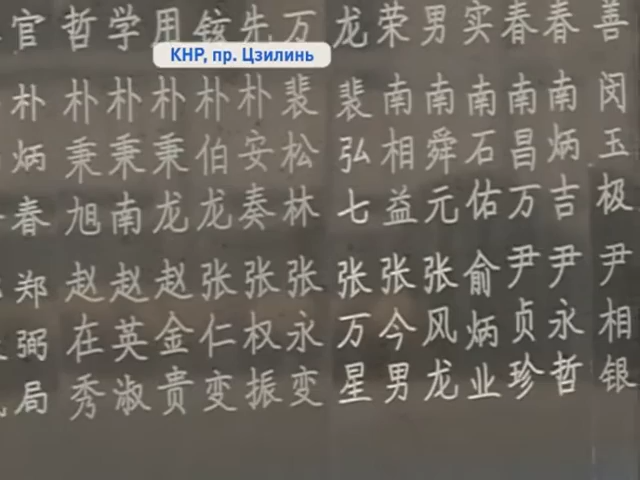 官哲学用铉先万龙荣男实春春善
КНР, пр. Цзилинь
朴朴朴朴朴朴裴裴南南南南南闵
炳秉秉秉伯安松弘相舜石昌炳玉
春旭南龙龙奏林七益元佑万吉极
郑赵赵赵张张张张张张俞尹尹尹
弼在英金仁权永万今风炳贞永相
局秀淑贵变振变星男龙业珍哲银